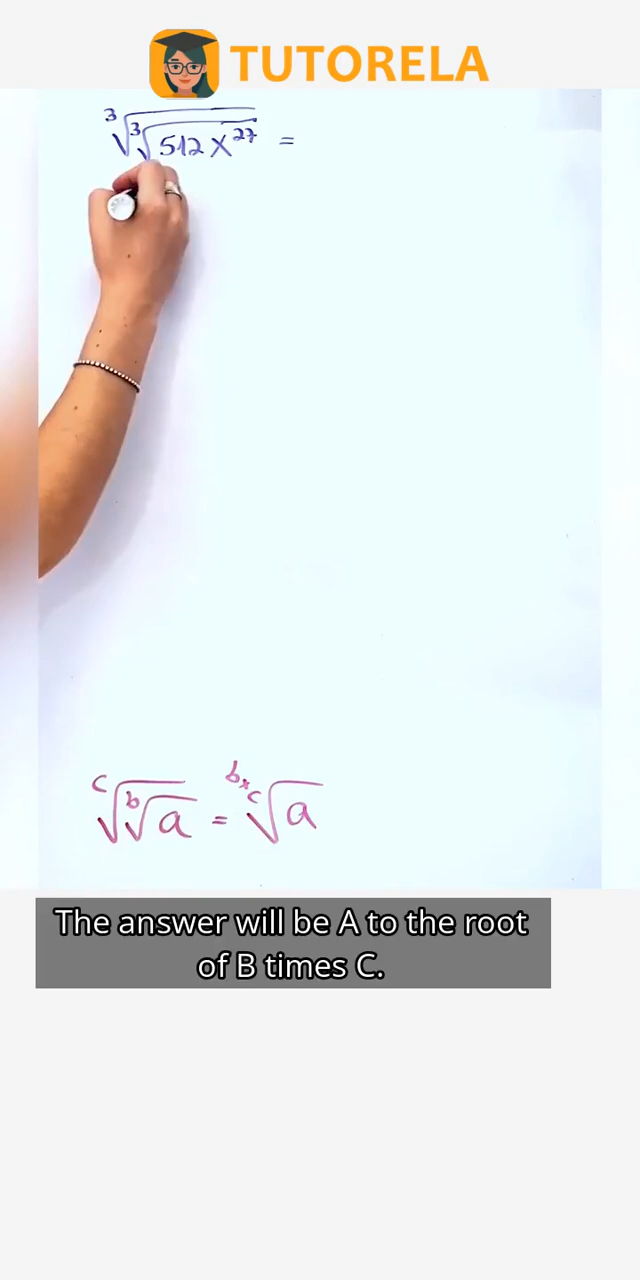 TUTORELA
∛∛512x²⁷ =
ᶜ√ᵇ√a = ᵇˣᶜ√a
The answer will be A to the root
of B times C.